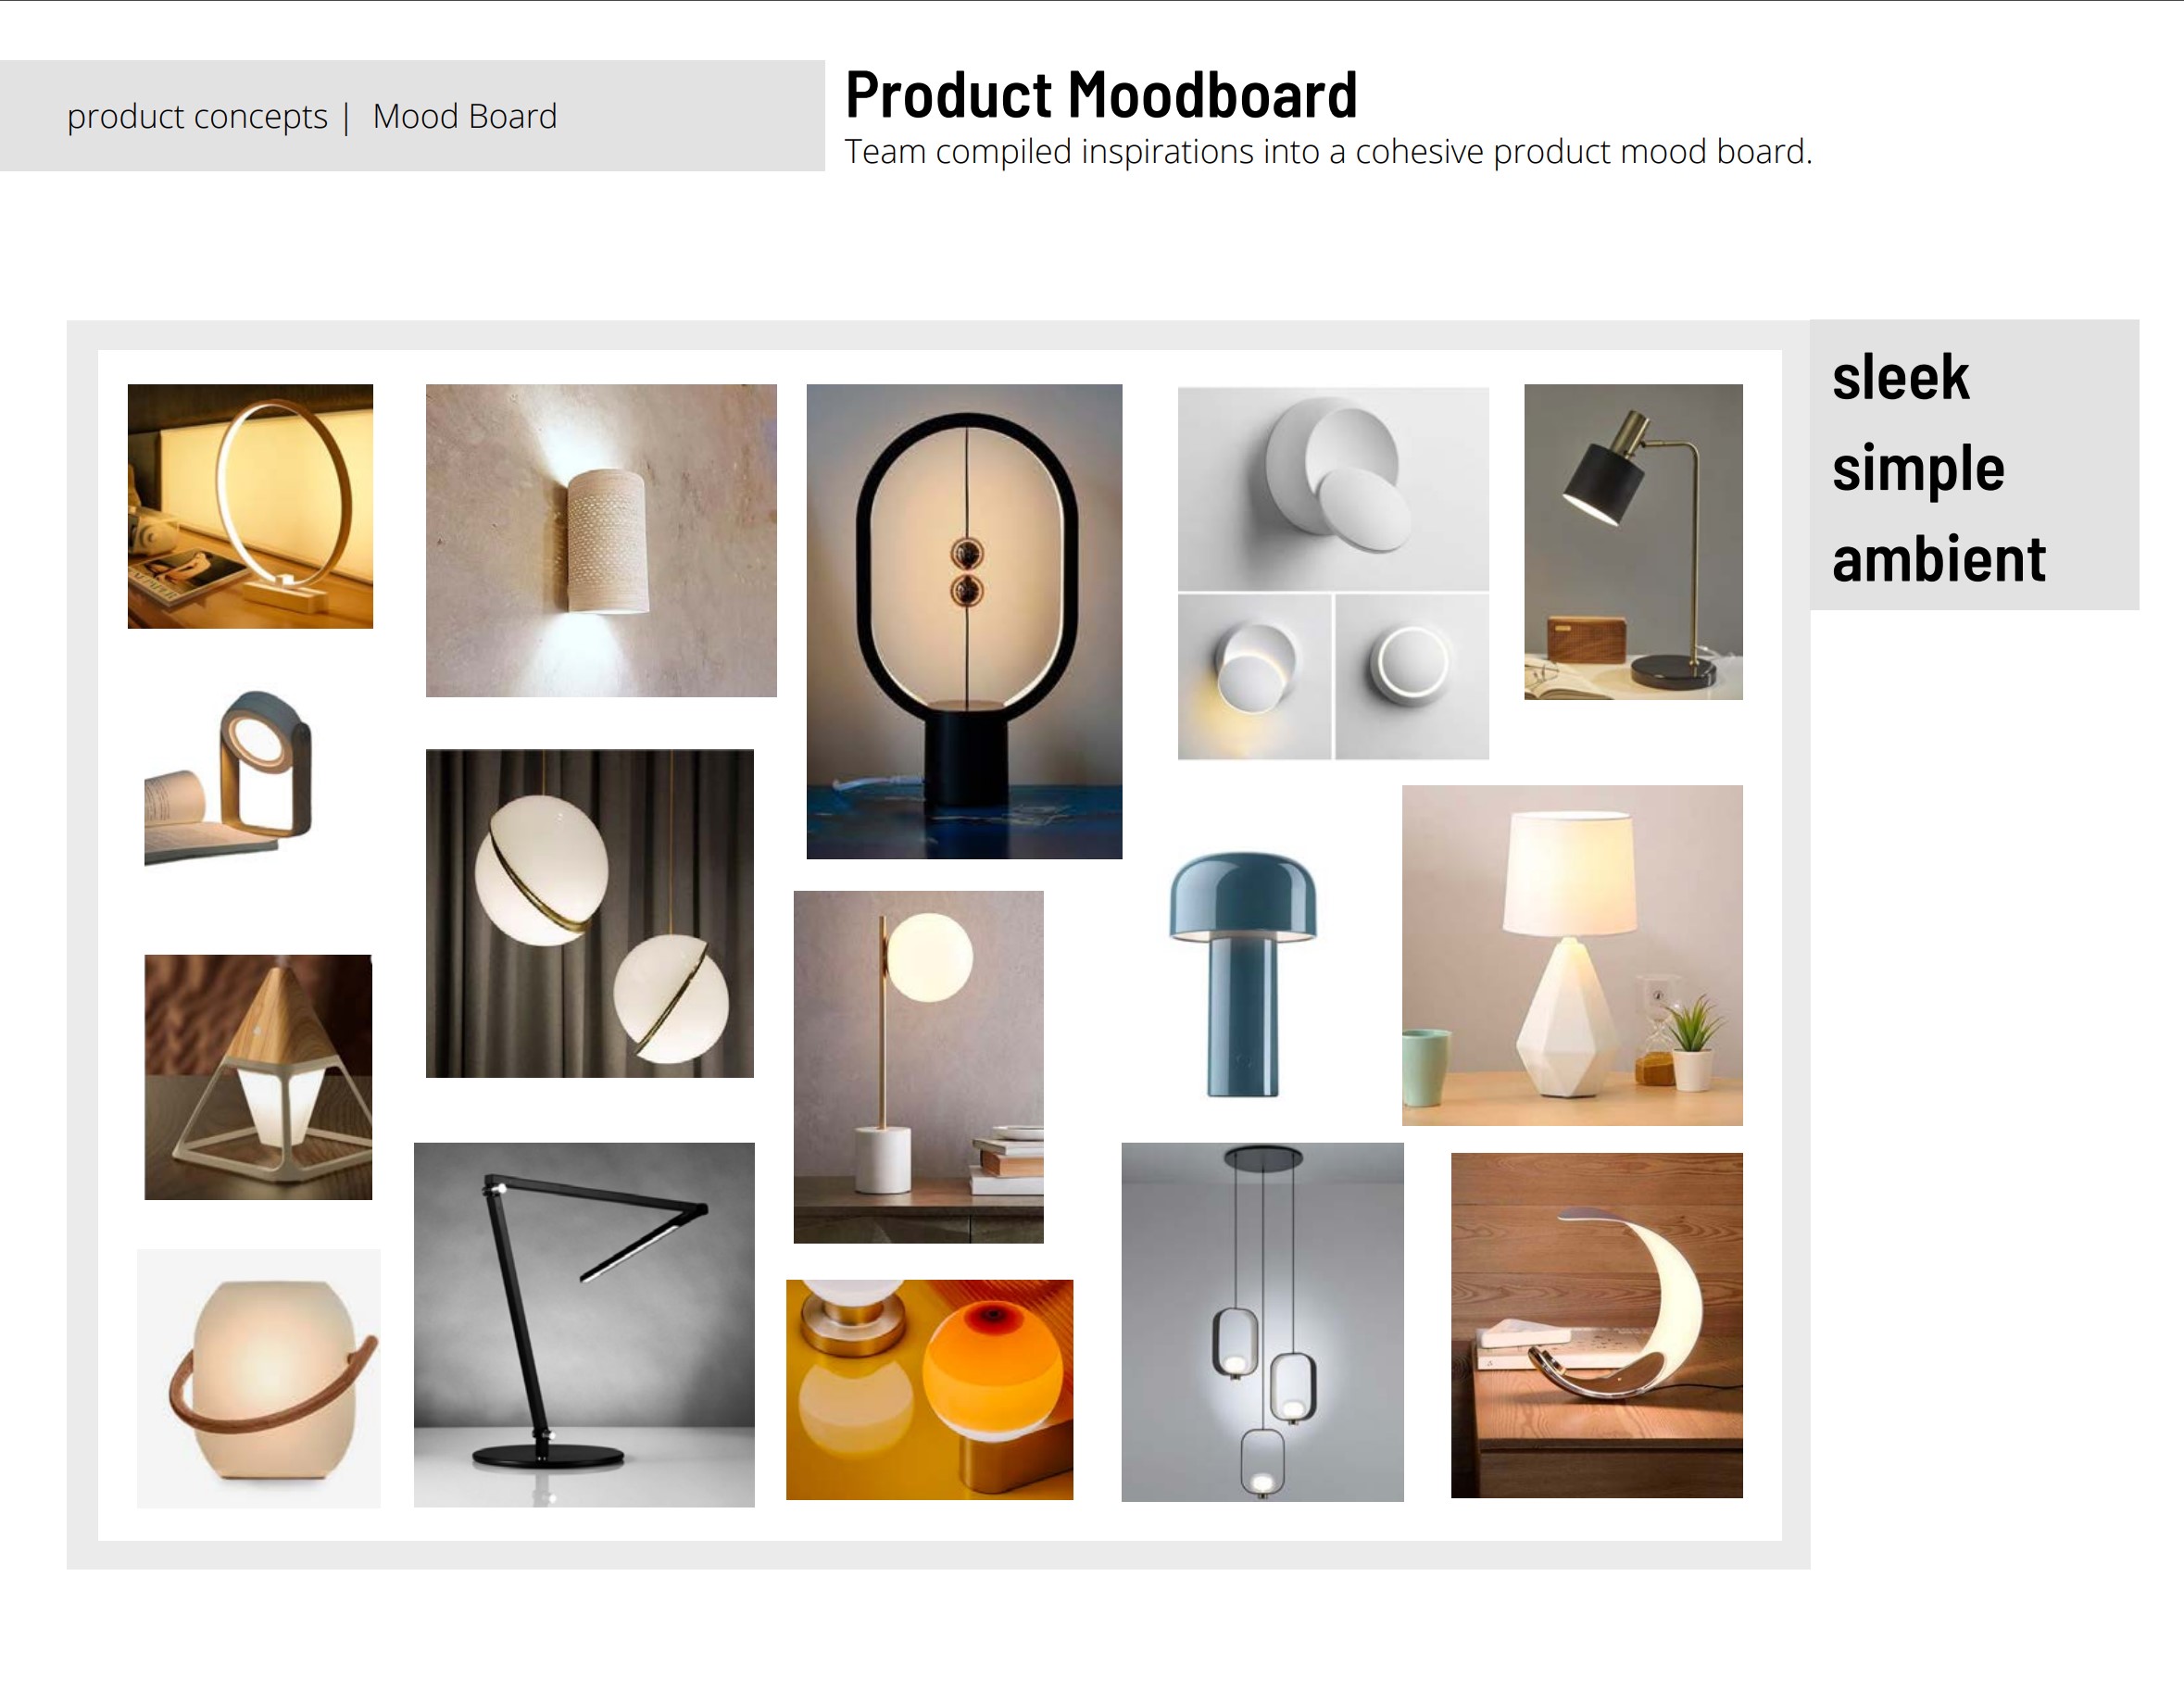 product concepts | Mood Board
Product Moodboard
Team compiled inspirations into a cohesive product mood board.
sleek
simple
ambient